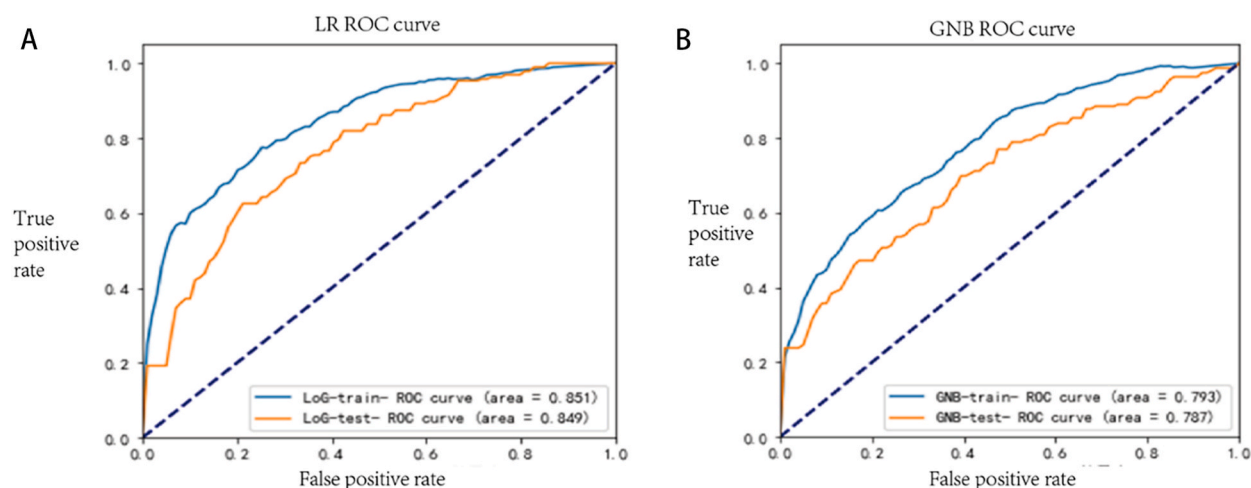 A
LR ROC curve
1.0
0.8
0.6
0.4
0.2
0.0
True
positive
rate
LoG-train- ROC curve (area = 0.851)
LoG-test- ROC curve (area = 0.849)
0.0 0.2 0.4 0.6 0.8 1.0
False positive rate
B
GNB ROC curve
1.0
0.8
0.6
0.4
0.2
0.0
True
positive
rate
GNB-train- ROC curve (area = 0.793)
GNB-test- ROC curve (area = 0.787)
0.0 0.2 0.4 0.6 0.8 1.0
False positive rate